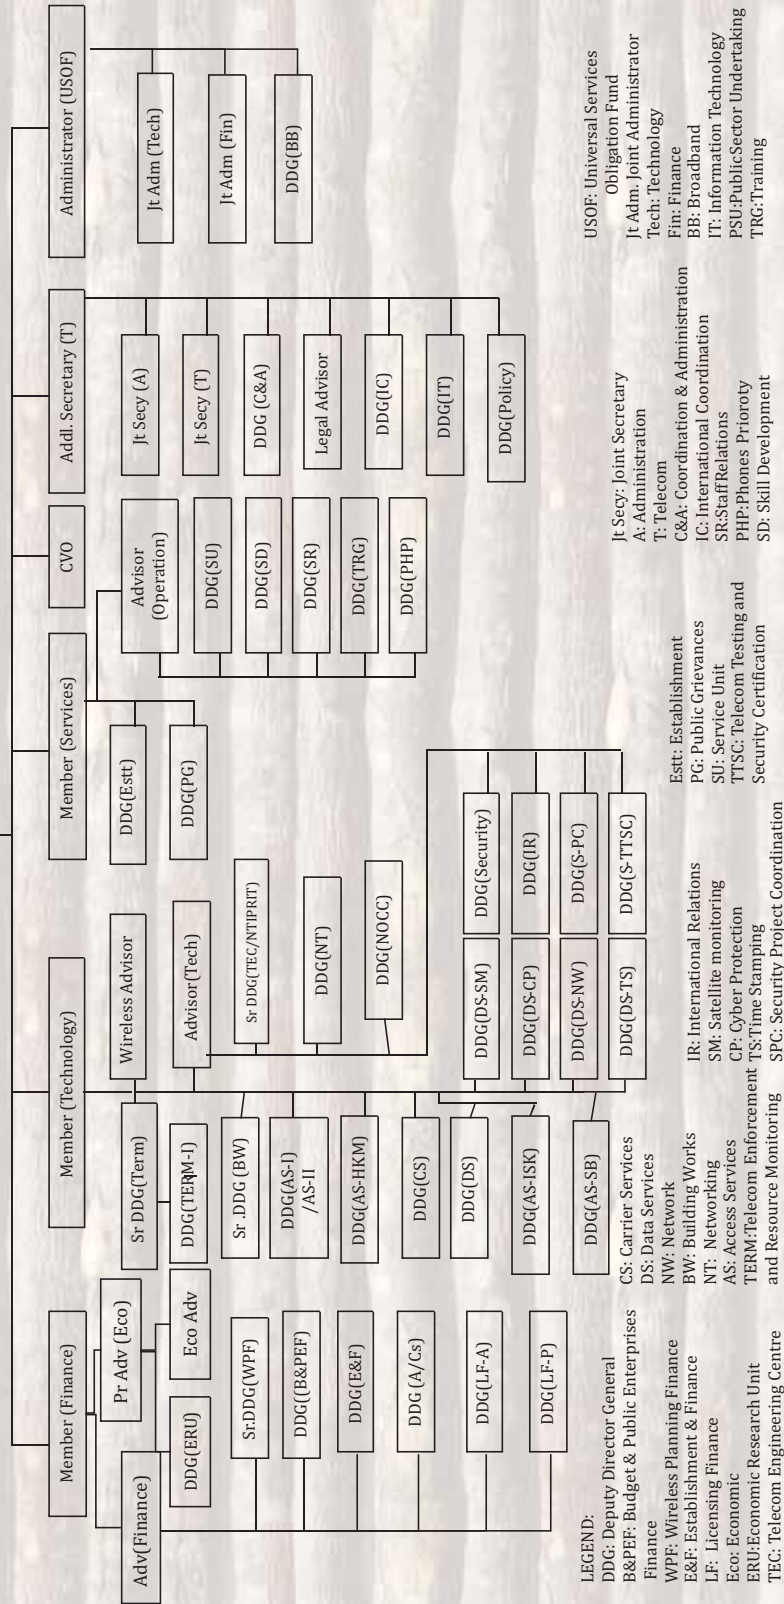 Member (Finance)
Member (Technology)
Member (Services)
CVO
Addl. Secretary (T)
Administrator (USOF)
Adv(Finance)
Pr Adv (Eco)
DDG(ERU)
Eco Adv
Sr.DDG(WPF)
DDG((B&PEF)
DDG(E&F)
DDG (A/Cs)
DDG(LF-A)
DDG(LF-P)
Sr DDG(Term)
DDG(TERM-I)
Sr .DDG (BW)
DDG(AS-I)
/AS-II
DDG(AS-HKM)
DDG(CS)
DDG(DS)
DDG(AS-ISK)
DDG(AS-SB)
Wireless Advisor
Advisor(Tech)
Sr DDG(TEC/NTIPRIT)
DDG(NT)
DDG(NOCC)
DDG(DS-SM)
DDG(DS-CP)
DDG(DS-NW)
DDG(DS-TS)
DDG(Security)
DDG(IR)
DDG(S-PC)
DDG(S-TTSC)
DDG(Estt)
DDG(PG)
Advisor
(Operation)
DDG(SU)
DDG(SD)
DDG(SR)
DDG(TRG)
DDG(PHP)
Jt Secy (A)
Jt Secy (T)
DDG (C&A)
Legal Advisor
DDG(IC)
DDG(IT)
DDG(Policy)
Jt Adm (Tech)
Jt Adm (Fin)
DDG(BB)
LEGEND:
DDG: Deputy Director General
B&PEF: Budget & Public Enterprises
Finance
WPF: Wireless Planning Finance
E&F: Establishment & Finance
LF: Licensing Finance
Eco: Economic
ERU:Economic Research Unit
TEC: Telecom Engineering Centre
CS: Carrier Services
DS: Data Services
NW: Network
BW: Building Works
NT: Networking
AS: Access Services
TERM:Telecom Enforcement
and Resource Monitoring
IR: International Relations
SM: Satellite monitoring
CP: Cyber Protection
TS:Time Stamping
SPC: Security Project Coordination
Estt: Establishment
PG: Public Grievances
SU: Service Unit
TTSC: Telecom Testing and
Security Certification
Jt Secy: Joint Secretary
A: Administration
T: Telecom
C&A: Coordination & Administration
IC: International Coordination
SR:StaffRelations
PHP:Phones Prioroty
SD: Skill Development
USOF: Universal Services
Obligation Fund
Jt Adm. Joint Administrator
Tech: Technology
Fin: Finance
BB: Broadband
IT: Information Technology
PSU:PublicSector Undertaking
TRG:Training